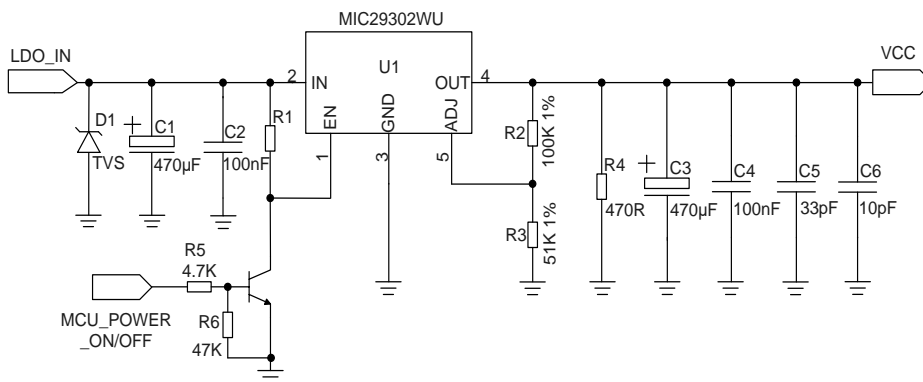 MIC29302WU
LDO_IN
VCC
U1
2
IN
OUT
4
EN
GND
ADJ
1
3
5
D1
TVS
+
C1
470µF
C2
100nF
R1
R2
100K 1%
R3
51K 1%
R4
470R
+
C3
470µF
C4
100nF
C5
33pF
C6
10pF
R5
4.7K
MCU_POWER
_ON/OFF
R6
47K